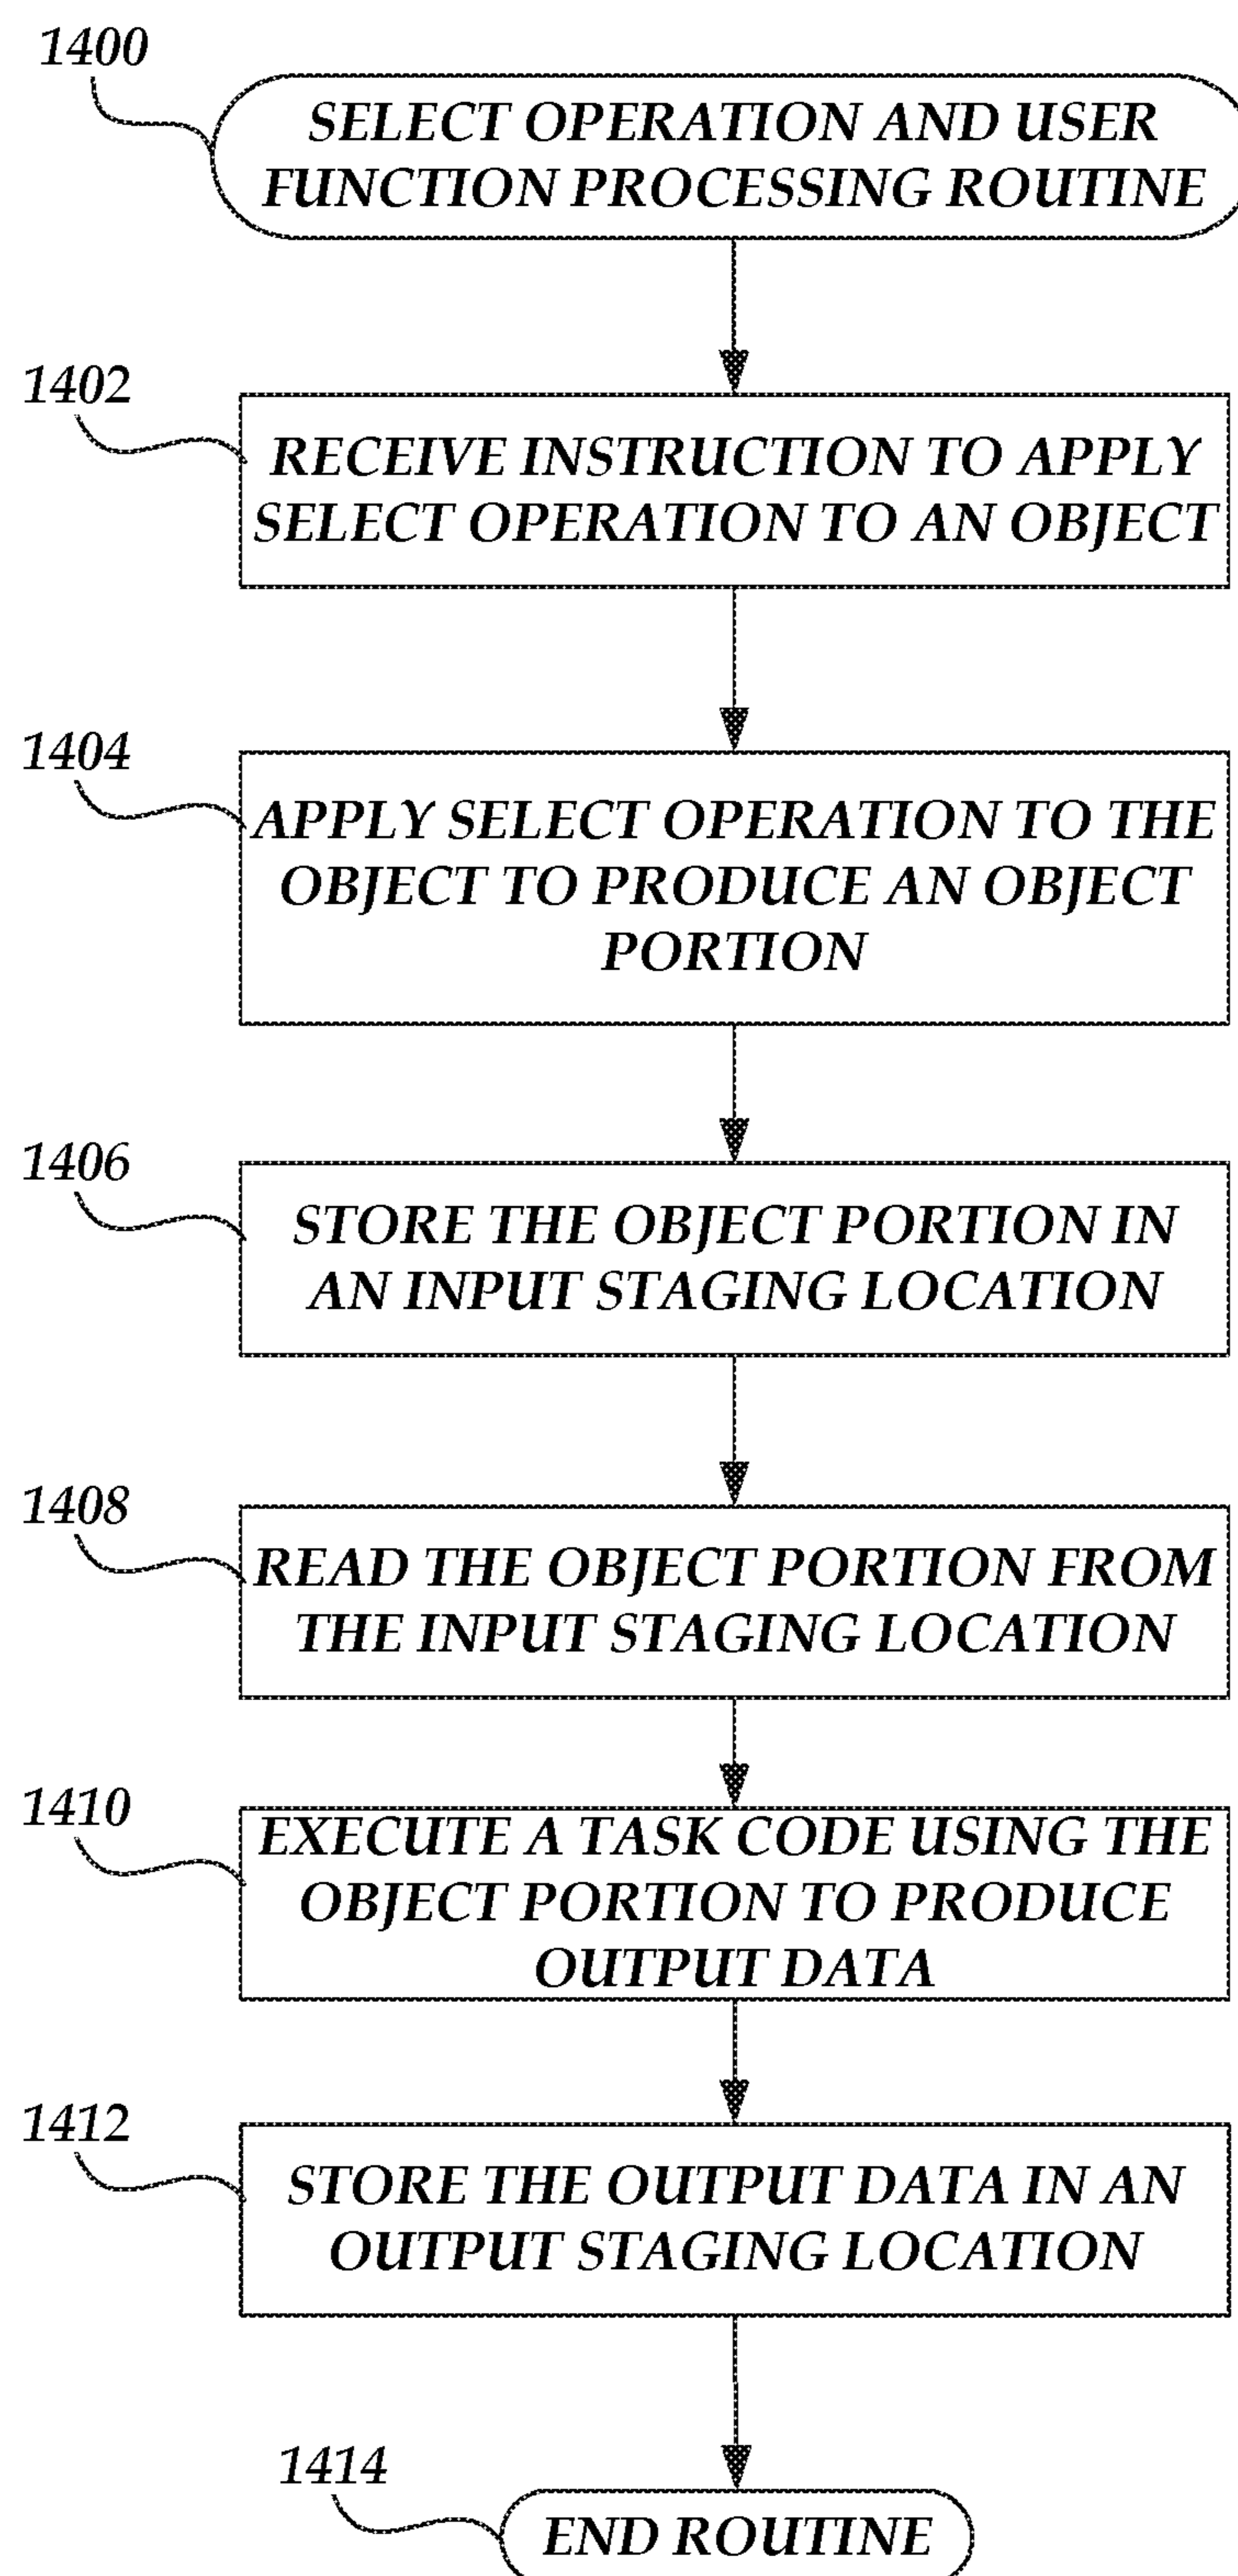 1400
SELECT OPERATION AND USER
FUNCTION PROCESSING ROUTINE
1402
RECEIVE INSTRUCTION TO APPLY
SELECT OPERATION TO AN OBJECT
1404
APPLY SELECT OPERATION TO THE
OBJECT TO PRODUCE AN OBJECT
PORTION
1406
STORE THE OBJECT PORTION IN
AN INPUT STAGING LOCATION
1408
READ THE OBJECT PORTION FROM
THE INPUT STAGING LOCATION
1410
EXECUTE A TASK CODE USING THE
OBJECT PORTION TO PRODUCE
OUTPUT DATA
1412
STORE THE OUTPUT DATA IN AN
OUTPUT STAGING LOCATION
1414
END ROUTINE